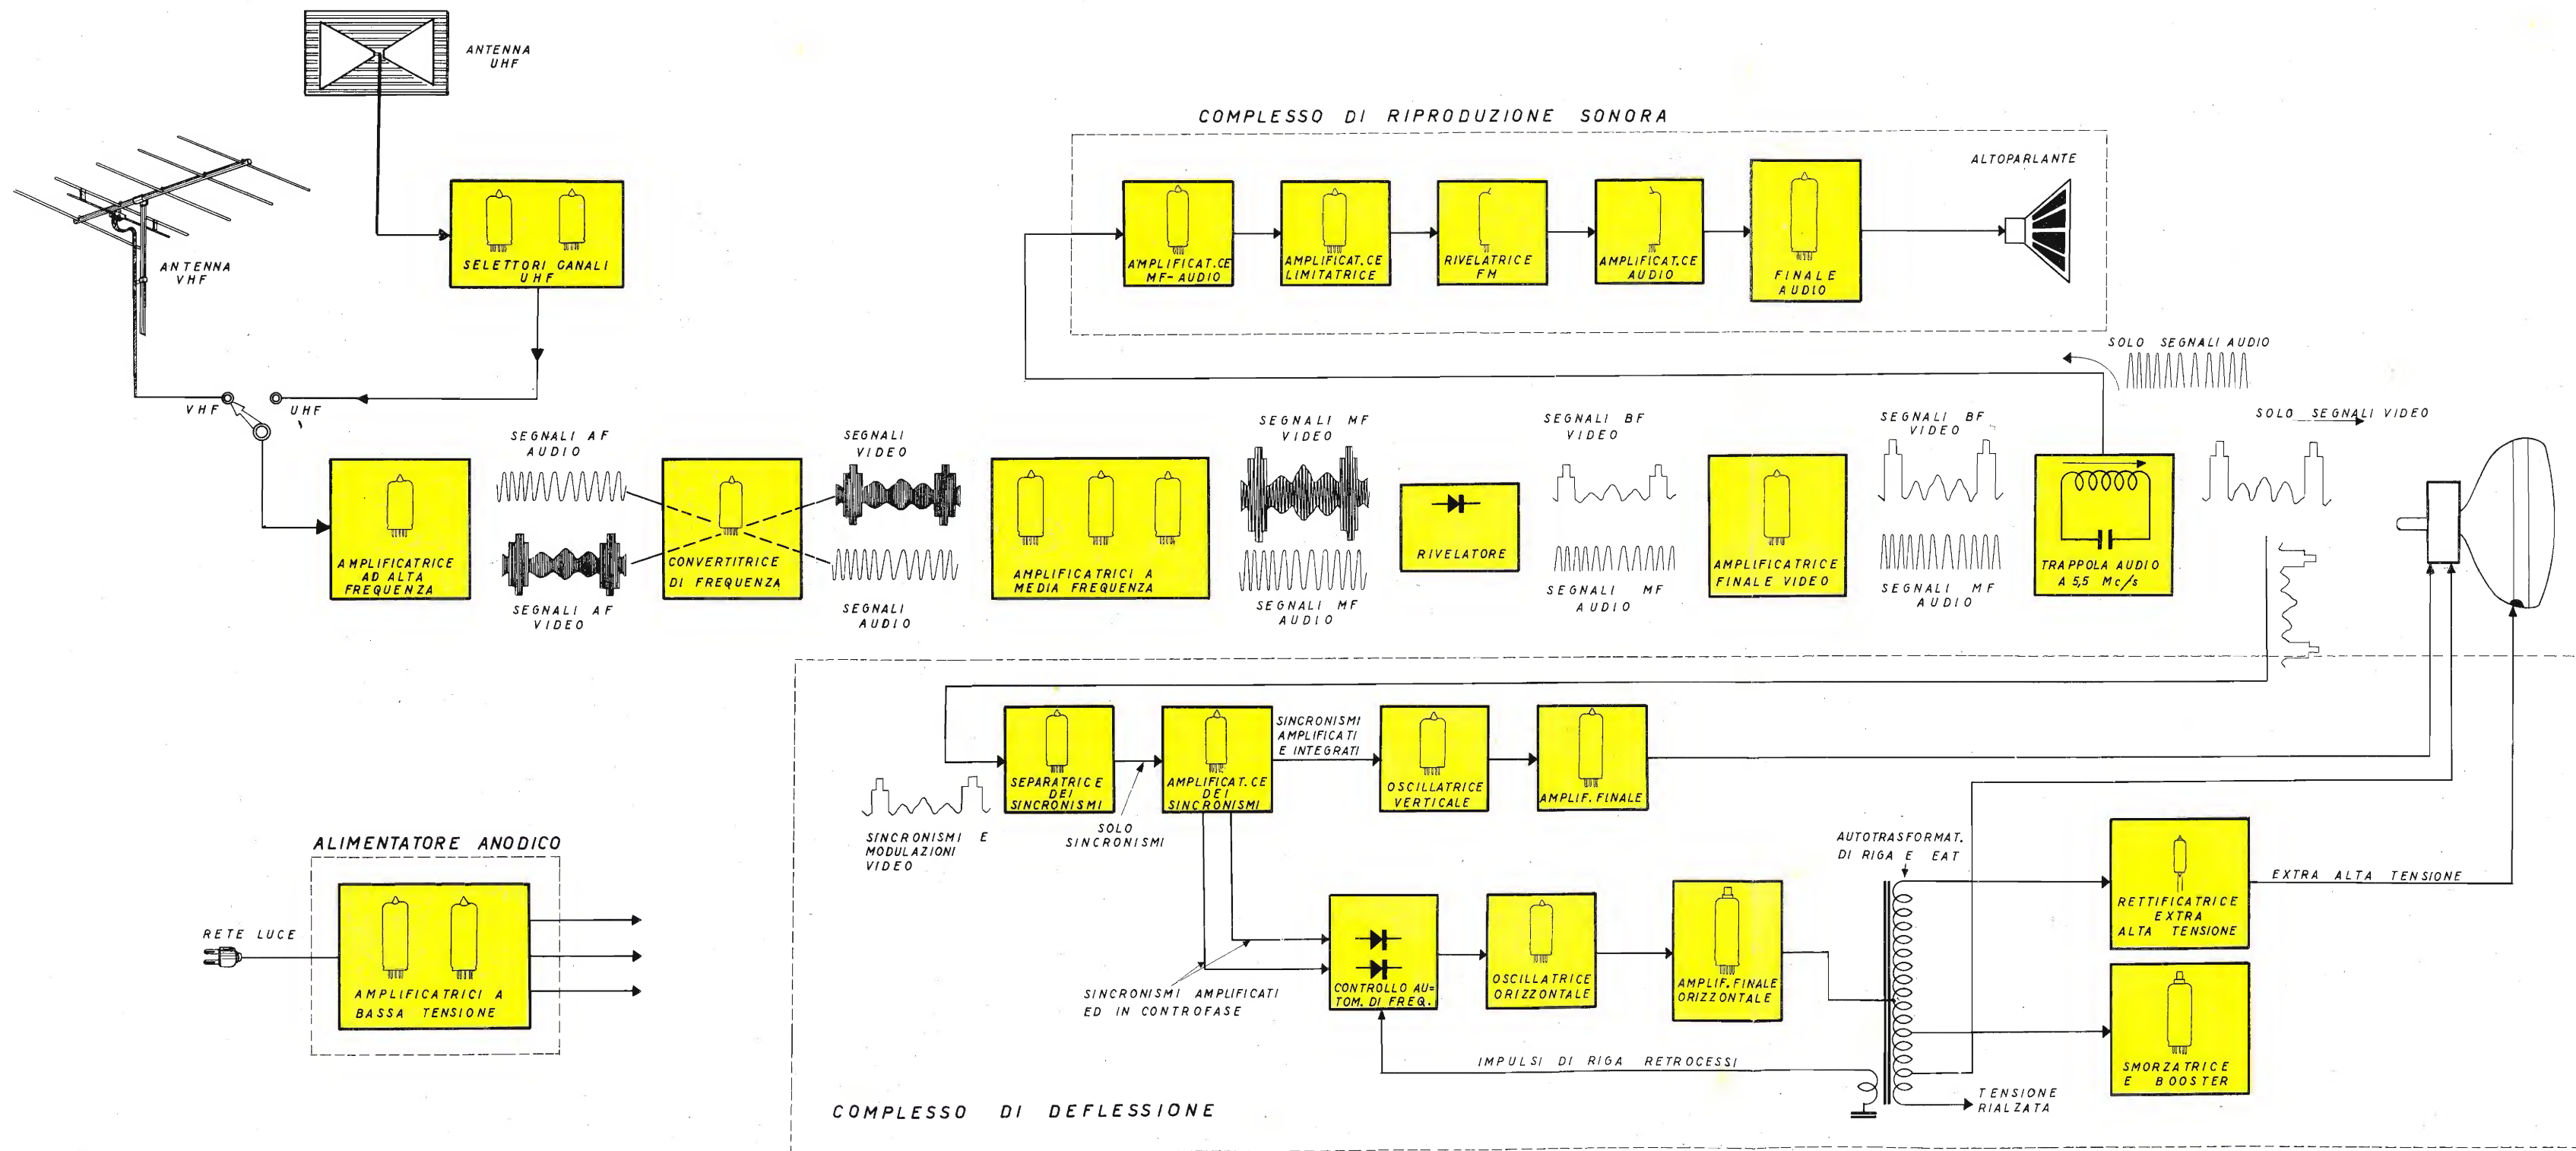 ANTENNA
UHF
COMPLESSO DI RIPRODUZIONE SONORA
ALTOPARLANTE
ANTENNA
VHF
SELETTORI CANALI
UHF
AMPLIFICAT.CE
MF-AUDIO
AMPLIFICAT.CE
LIMITATRICE
RIVELATRICE
FM
AMPLIFICAT.CE
AUDIO
FINALE
AUDIO
SOLO SEGNALI AUDIO
VHF
UHF
SEGNALI AF
AUDIO
SEGNALI
VIDEO
SEGNALI MF
VIDEO
SEGNALI BF
VIDEO
SEGNALI BF
VIDEO
SOLO SEGNALI VIDEO
AMPLIFICATRICE
AD ALTA
FREQUENZA
SEGNALI AF
VIDEO
CONVERTITRICE
DI FREQUENZA
SEGNALI
AUDIO
AMPLIFICATRICI A
MEDIA FREQUENZA
SEGNALI MF
AUDIO
RIVELATORE
SEGNALI MF
AUDIO
AMPLIFICATRICE
FINALE VIDEO
SEGNALI MF
AUDIO
TRAPPOLA AUDIO
A 5,5 Mc/s
SEPARATRICE
DEI
SINCRONISMI
AMPLIFICAT.CE
DEI
SINCRONISMI
SINCRONISMI
AMPLIFICATI
E INTEGRATI
OSCILLATRICE
VERTICALE
AMPLIF. FINALE
SINCRONISMI E
MODULAZIONI
VIDEO
SOLO
SINCRONISMI
ALIMENTATORE ANODICO
RETE LUCE
AMPLIFICATRICI A
BASSA TENSIONE
AUTOTRASFORMAT.
DI RIGA E EAT
RETTIFICATRICE
EXTRA
ALTA TENSIONE
EXTRA ALTA TENSIONE
SINCRONISMI AMPLIFICATI
ED IN CONTROFASE
CONTROLLO AU=
TOM. DI FREQ.
OSCILLATRICE
ORIZZONTALE
AMPLIF. FINALE
ORIZZONTALE
IMPULSI DI RIGA RETROCESSI
SMORZATRICE
E BOOSTER
TENSIONE
RIALZATA
COMPLESSO DI DEFLESSIONE